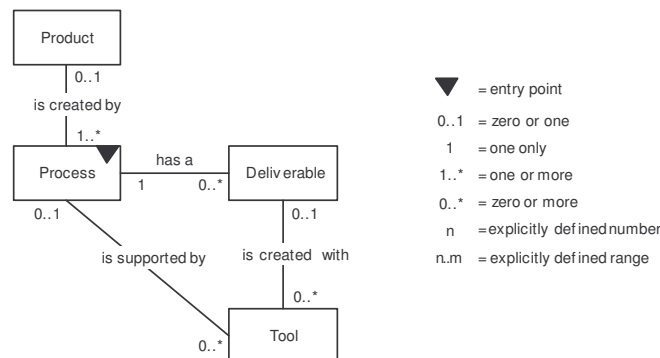 Product
0..1
is created by
1..*
Process
has a
1
0..*
Deliverable
0..1
0..1
is supported by
is created with
0..*
0..*
Tool
= entry point
0..1 = zero or one
1 = one only
1..* = one or more
0..* = zero or more
n =explicitly defined number
n..m = explicitly defined range